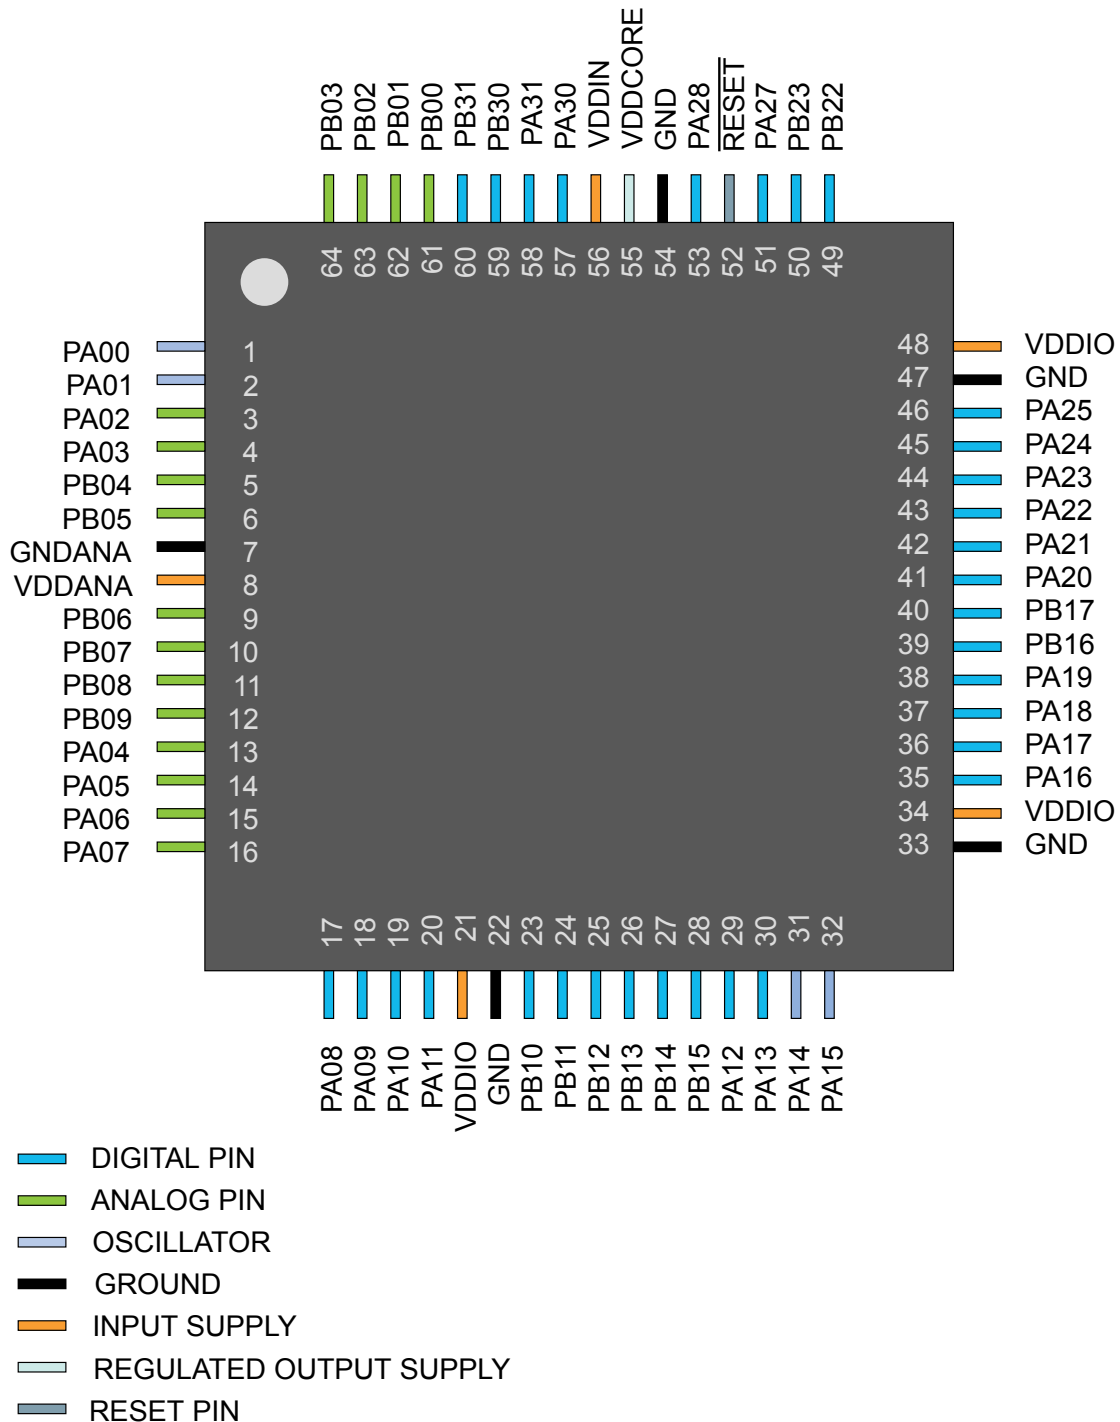 PB03
PB02
PB01
PB00
PB31
PB30
PA31
PA30
VDDIN
VDDCORE
GND
PA28
RESET
PA27
PB23
PB22
64
63
62
61
60
59
58
57
56
55
54
53
52
51
50
49
PA00 1
PA01 2
PA02 3
PA03 4
PB04 5
PB05 6
GNDANA 7
VDDANA 8
PB06 9
PB07 10
PB08 11
PB09 12
PA04 13
PA05 14
PA06 15
PA07 16
48 VDDIO
47 GND
46 PA25
45 PA24
44 PA23
43 PA22
42 PA21
41 PA20
40 PB17
39 PB16
38 PA19
37 PA18
36 PA17
35 PA16
34 VDDIO
33 GND
17
18
19
20
21
22
23
24
25
26
27
28
29
30
31
32
PA08
PA09
PA10
PA11
VDDIO
GND
PB10
PB11
PB12
PB13
PB14
PB15
PA12
PA13
PA14
PA15
DIGITAL PIN
ANALOG PIN
OSCILLATOR
GROUND
INPUT SUPPLY
REGULATED OUTPUT SUPPLY
RESET PIN